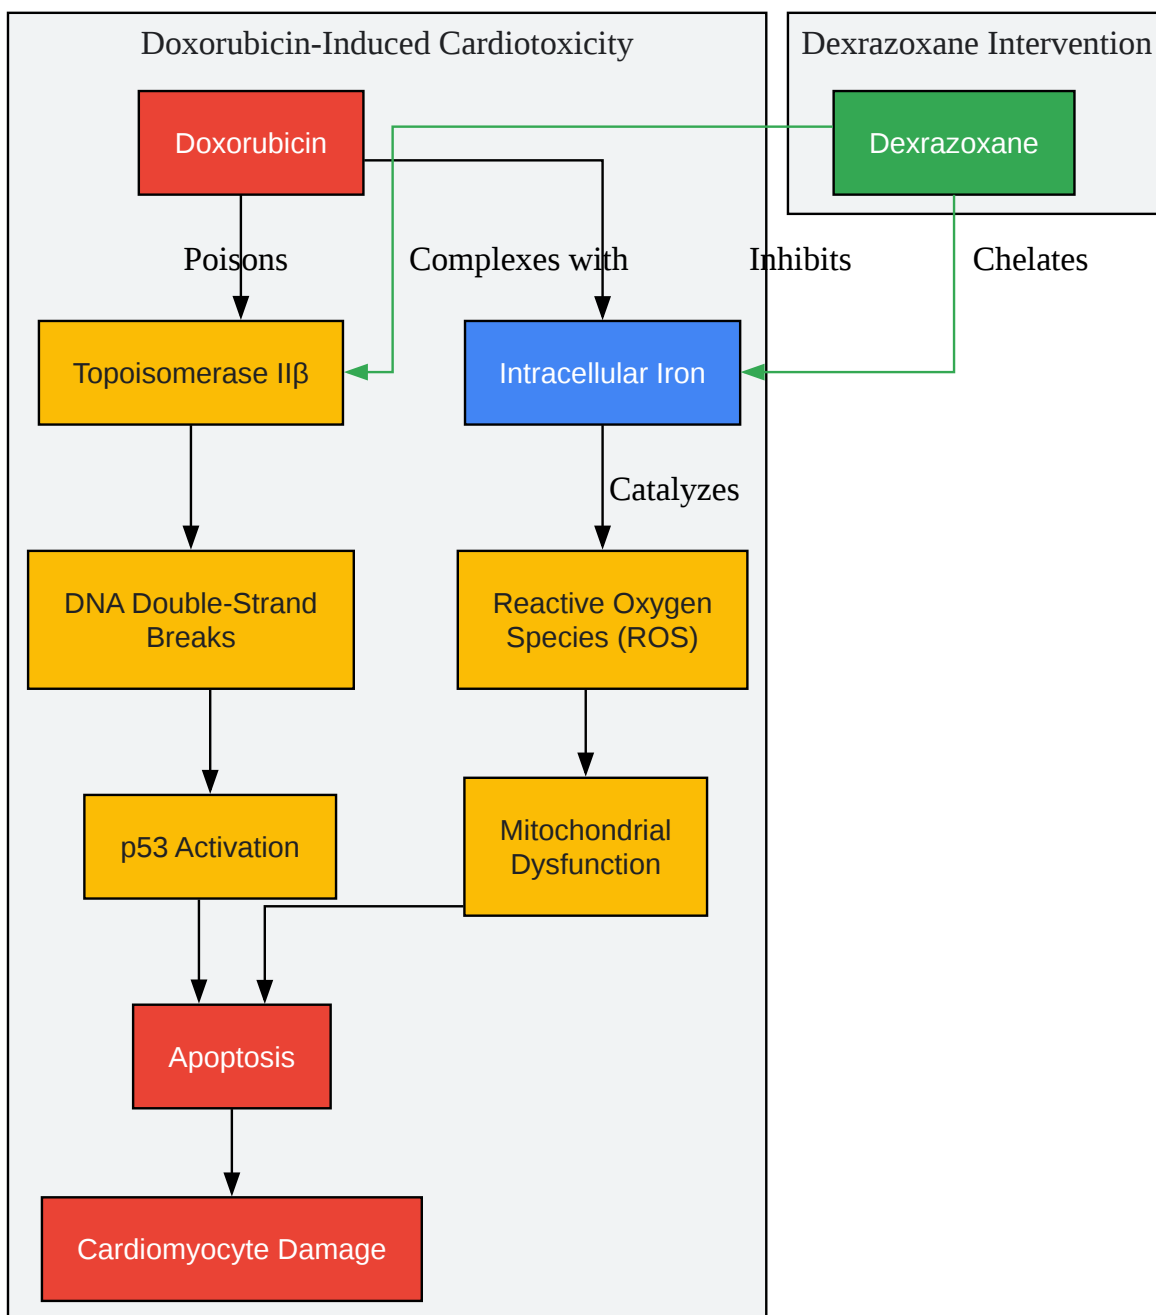 Doxorubicin-Induced Cardiotoxicity
Dexrazoxane Intervention
Doxorubicin
Dexrazoxane
Poisons
Complexes with
Inhibits
Chelates
Topoisomerase IIβ
Intracellular Iron
Catalyzes
DNA Double-Strand
Breaks
Reactive Oxygen
Species (ROS)
p53 Activation
Mitochondrial
Dysfunction
Apoptosis
Cardiomyocyte Damage